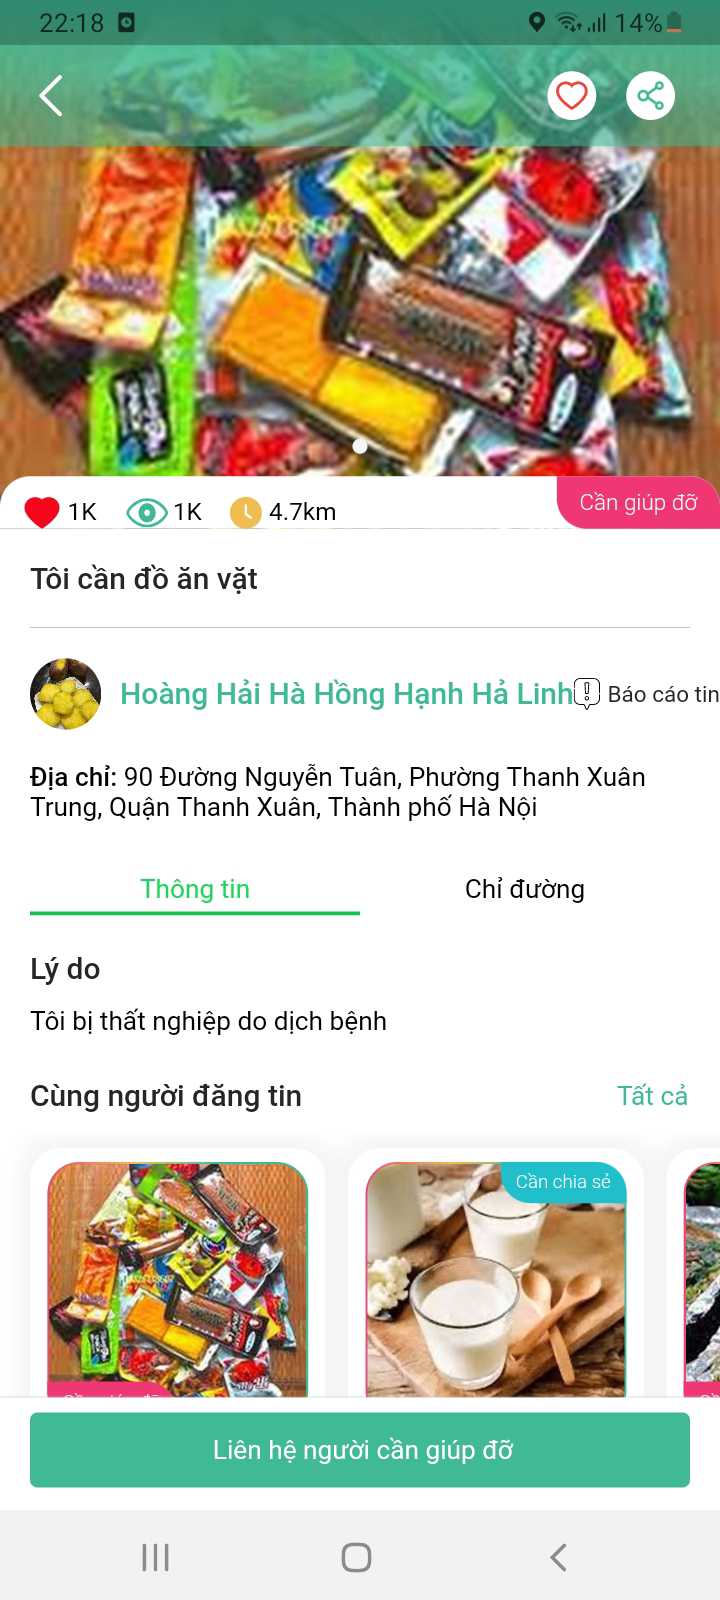 22:18
14%
1K
1K
4.7km
Cần giúp đỡ
Tôi cần đồ ăn vặt
Hoàng Hải Hà Hồng Hạnh Hả Linh
Báo cáo tin
Địa chỉ: 90 Đường Nguyễn Tuân, Phường Thanh Xuân
Trung, Quận Thanh Xuân, Thành phố Hà Nội
Thông tin
Chỉ đường
Lý do
Tôi bị thất nghiệp do dịch bệnh
Cùng người đăng tin
Tất cả
Cần chia sẻ
Liên hệ người cần giúp đỡ